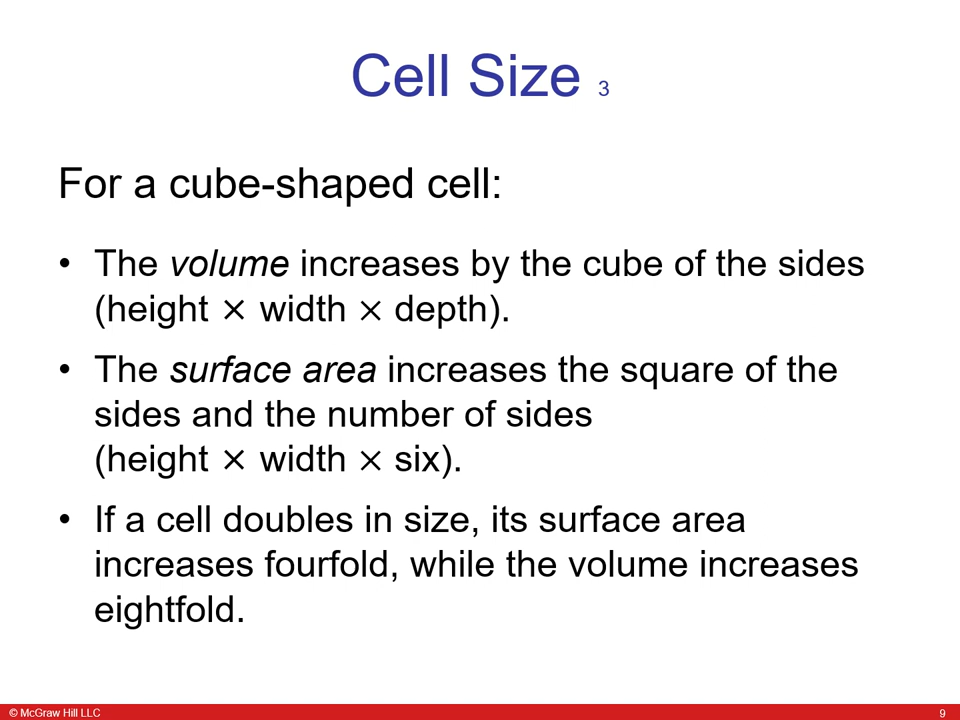 Cell Size 3
For a cube-shaped cell:
• The volume increases by the cube of the sides
(height × width × depth).
• The surface area increases the square of the
sides and the number of sides
(height × width × six).
• If a cell doubles in size, its surface area
increases fourfold, while the volume increases
eightfold.
© McGraw Hill LLC
9